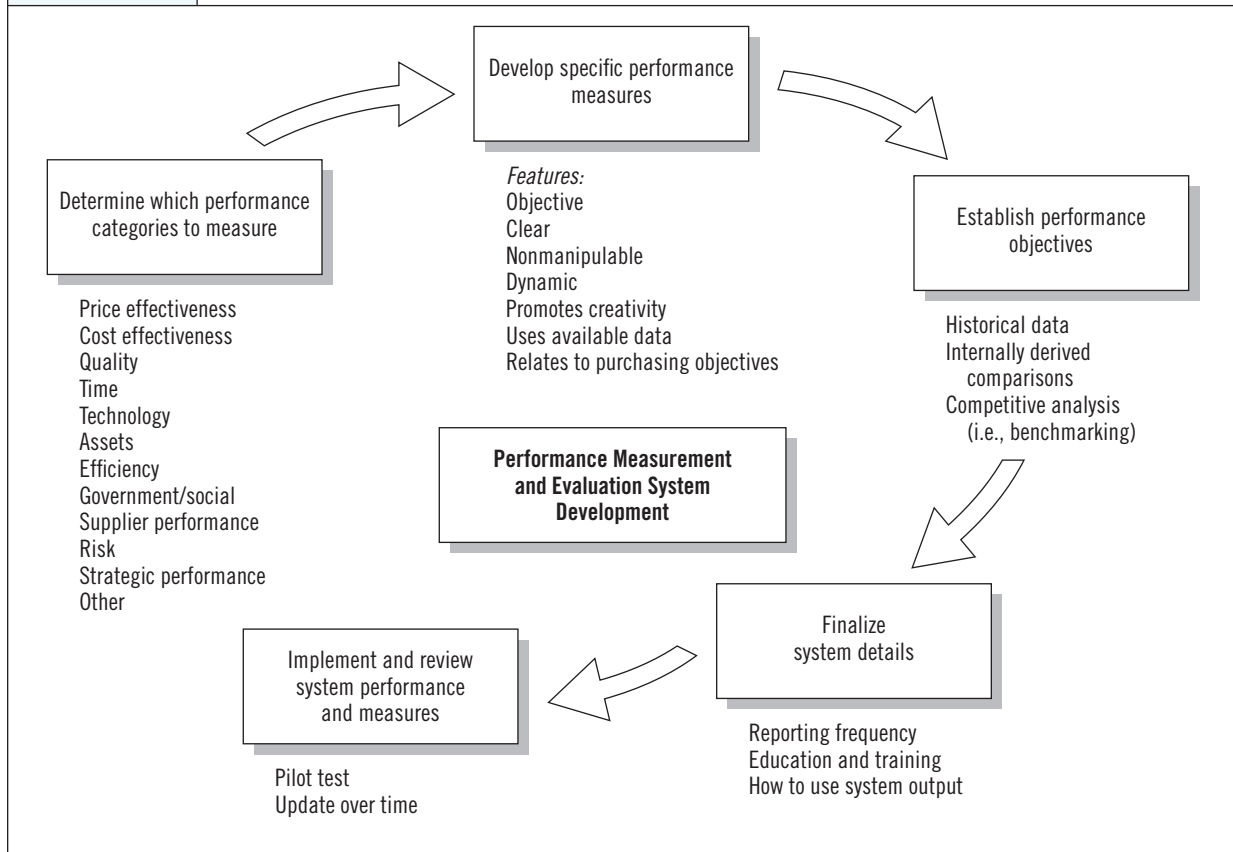 Develop specific performance
measures
Features:
Objective
Clear
Nonmanipulable
Dynamic
Promotes creativity
Uses available data
Relates to purchasing objectives
Determine which performance
categories to measure
Price effectiveness
Cost effectiveness
Quality
Time
Technology
Assets
Efficiency
Government/social
Supplier performance
Risk
Strategic performance
Other
Establish performance
objectives
Historical data
Internally derived
comparisons
Competitive analysis
(i.e., benchmarking)
Performance Measurement
and Evaluation System
Development
Finalize
system details
Reporting frequency
Education and training
How to use system output
Implement and review
system performance
and measures
Pilot test
Update over time